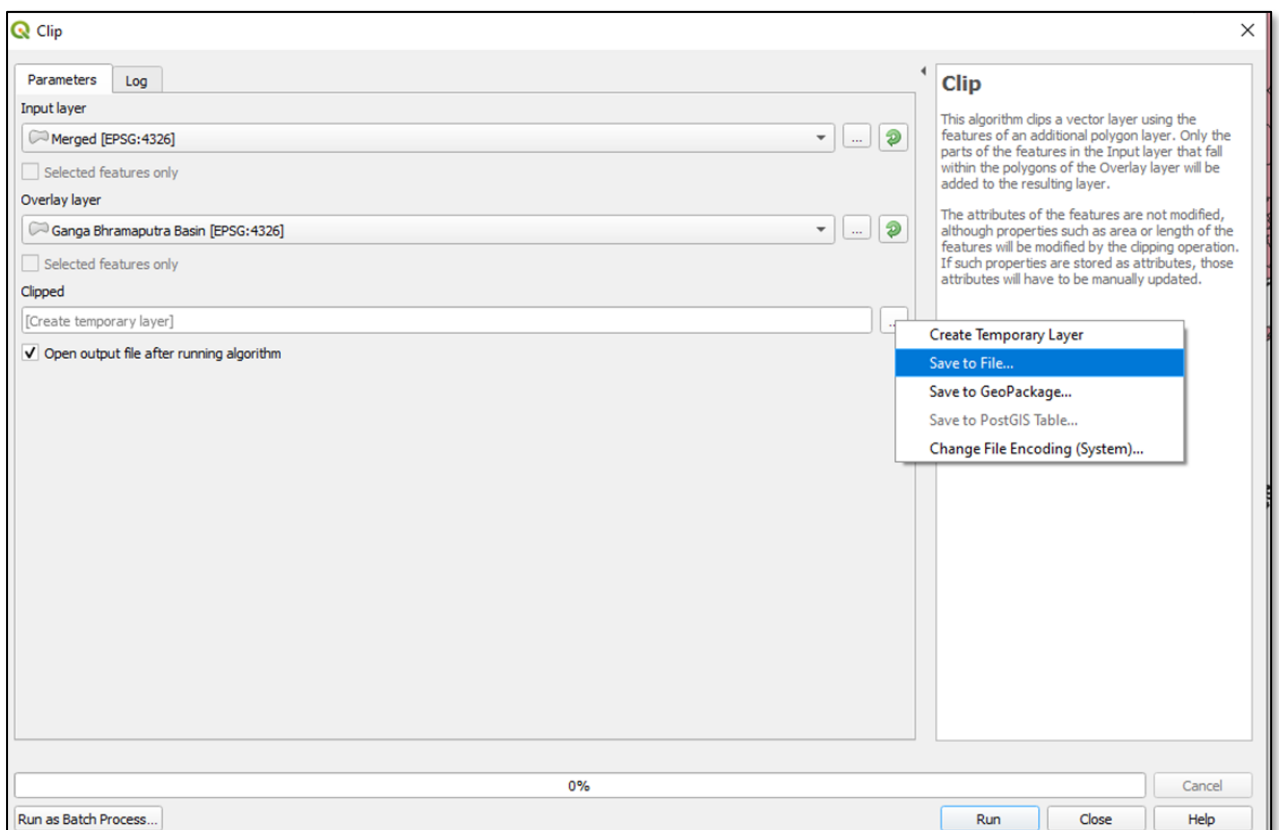 Clip
Parameters
Log
Input layer
Merged [EPSG:4326]
...
Selected features only
Overlay layer
Ganga Bhramaputra Basin [EPSG:4326]
...
Selected features only
Clipped
[Create temporary layer]
...
Open output file after running algorithm
Create Temporary Layer
Save to File...
Save to GeoPackage...
Save to PostGIS Table...
Change File Encoding (System)...
Clip
This algorithm clips a vector layer using the
features of an additional polygon layer. Only the
parts of the features in the Input layer that fall
within the polygons of the Overlay layer will be
added to the resulting layer.
The attributes of the features are not modified,
although properties such as area or length of the
features will be modified by the clipping operation.
If such properties are stored as attributes, those
attributes will have to be manually updated.
0%
Cancel
Run as Batch Process...
Run
Close
Help